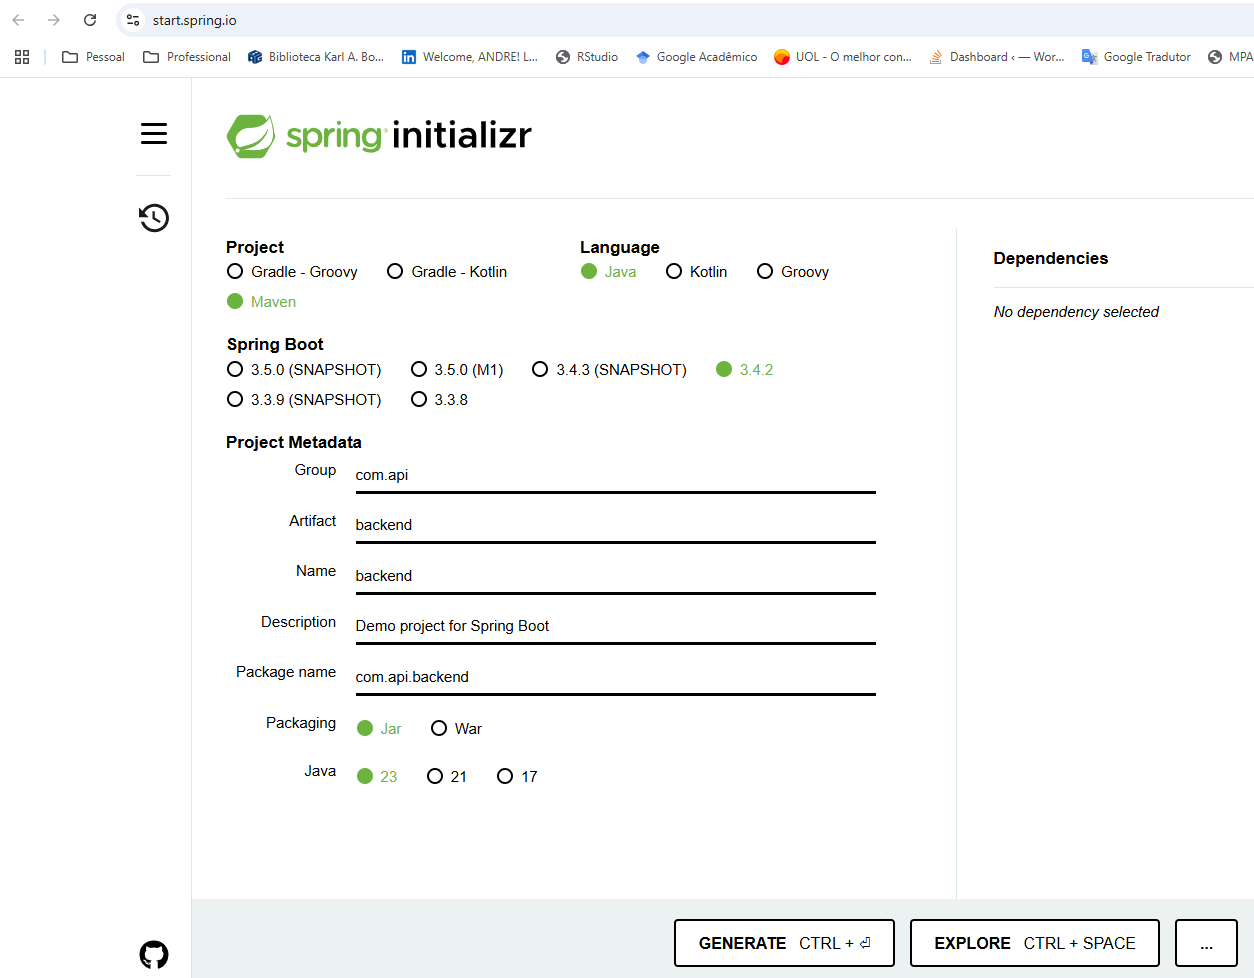 start.spring.io
Pessoal Professional Biblioteca Karl A. Bo... Welcome, ANDRE! L... RStudio Google Acadêmico UOL - O melhor con... Dashboard ‹ — Wor... Google Tradutor MPA
spring initializr
Project
Gradle - Groovy Gradle - Kotlin
Maven
Language
Java Kotlin Groovy
Spring Boot
3.5.0 (SNAPSHOT) 3.5.0 (M1) 3.4.3 (SNAPSHOT) 3.4.2
3.3.9 (SNAPSHOT) 3.3.8
Project Metadata
Group com.api
Artifact backend
Name backend
Description Demo project for Spring Boot
Package name com.api.backend
Packaging Jar War
Java 23 21 17
Dependencies
No dependency selected
GENERATE CTRL + ⏎ EXPLORE CTRL + SPACE ...